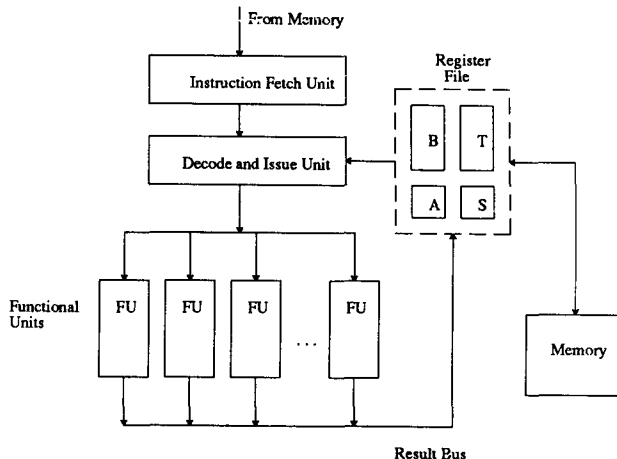 From Memory
Instruction Fetch Unit
Register
File
B
T
Decode and Issue Unit
A
S
Functional
Units
FU
FU
FU
...
FU
Memory
Result Bus